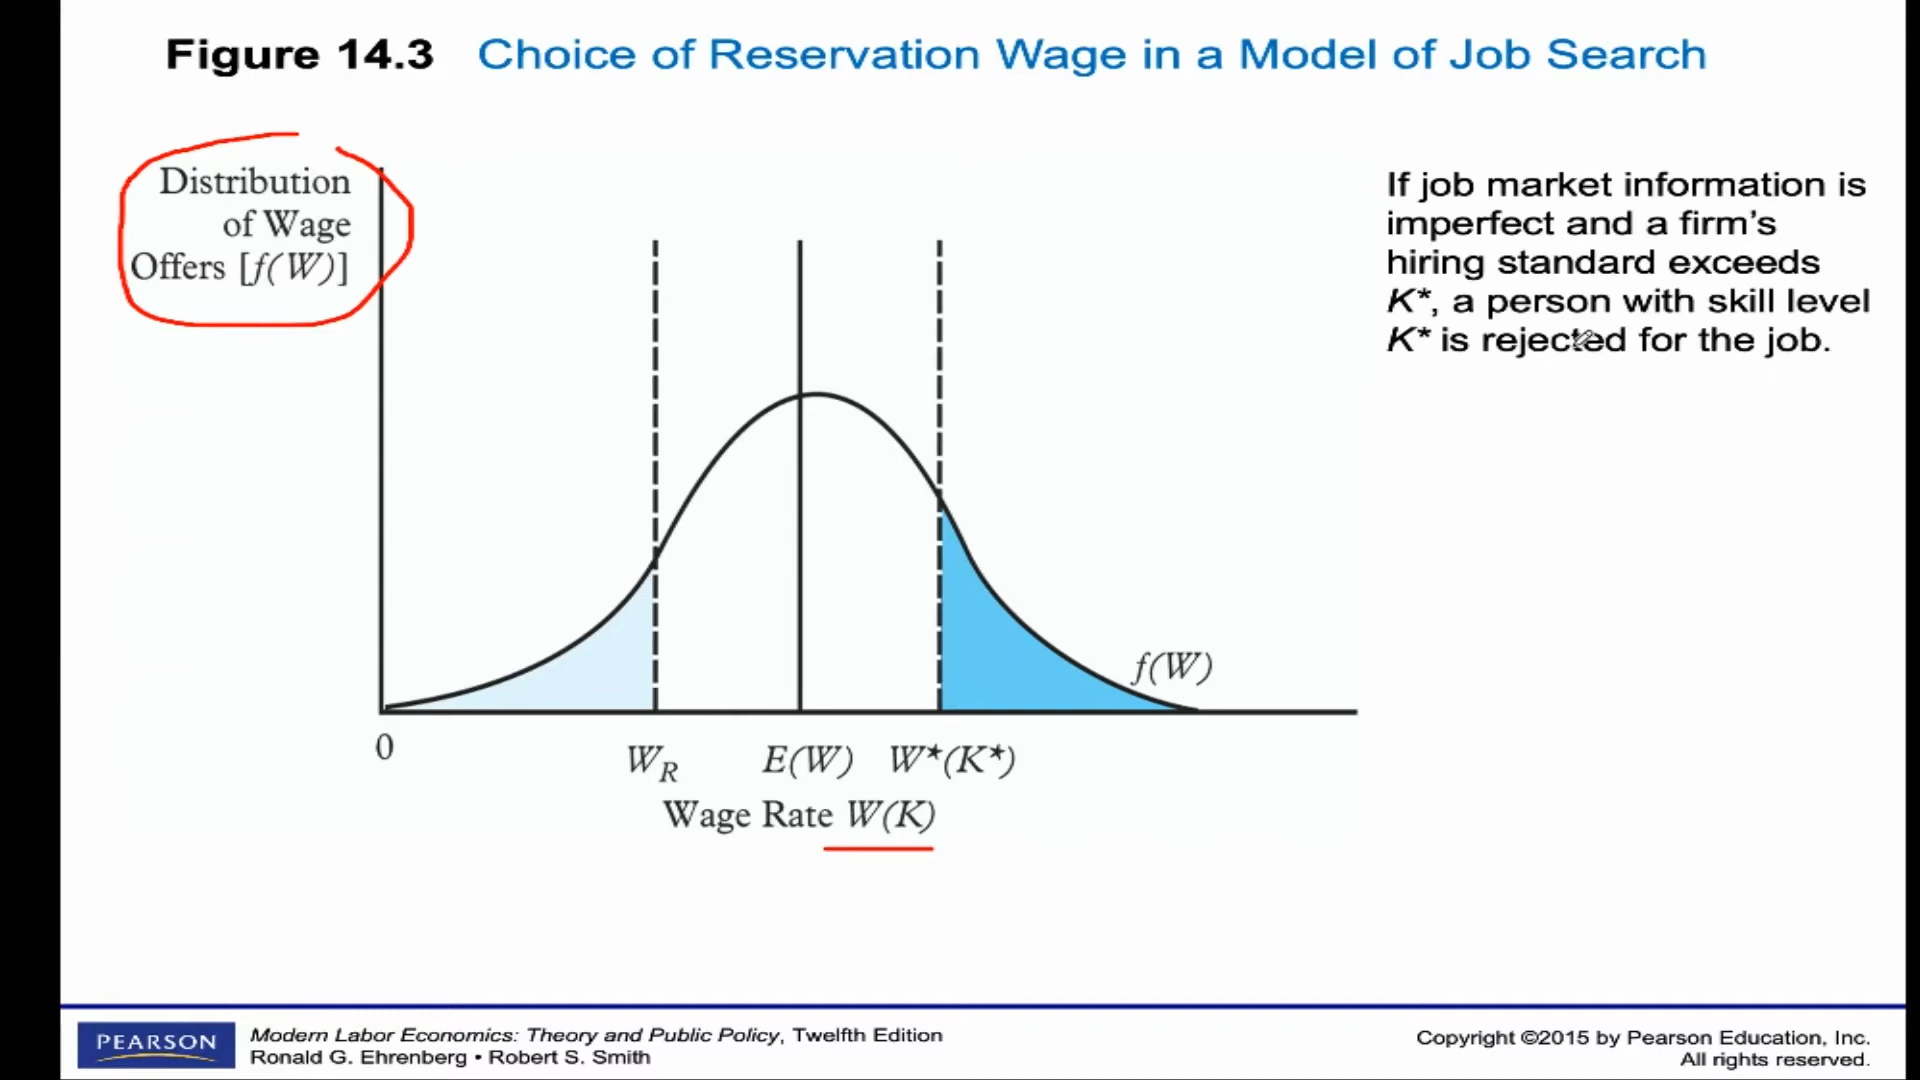 Figure 14.3 Choice of Reservation Wage in a Model of Job Search
Distribution
of Wage
Offers [f(W)]
If job market information is
imperfect and a firm’s
hiring standard exceeds
K*, a person with skill level
K* is rejected for the job.
f(W)
0 W_R E(W) W*(K*)
Wage Rate W(K)
PEARSON
Modern Labor Economics: Theory and Public Policy, Twelfth Edition
Ronald G. Ehrenberg • Robert S. Smith
Copyright ©2015 by Pearson Education, Inc.
All rights reserved.